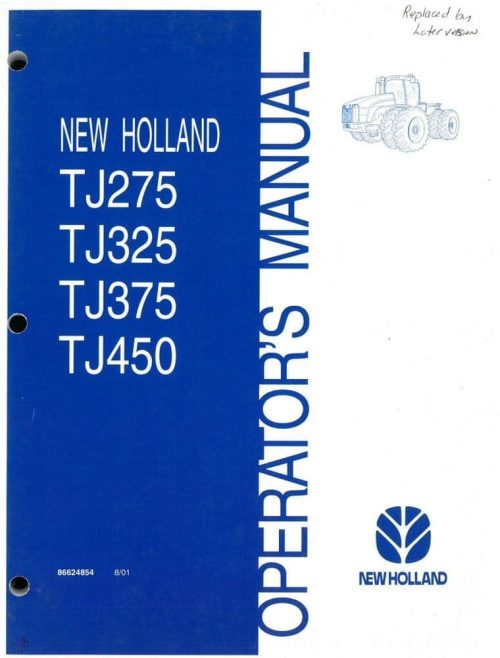 Replaced by
Later version
NEW HOLLAND
TJ275
TJ325
TJ375
TJ450
OPERATOR'S MANUAL
86624854 8/01
NEW HOLLAND